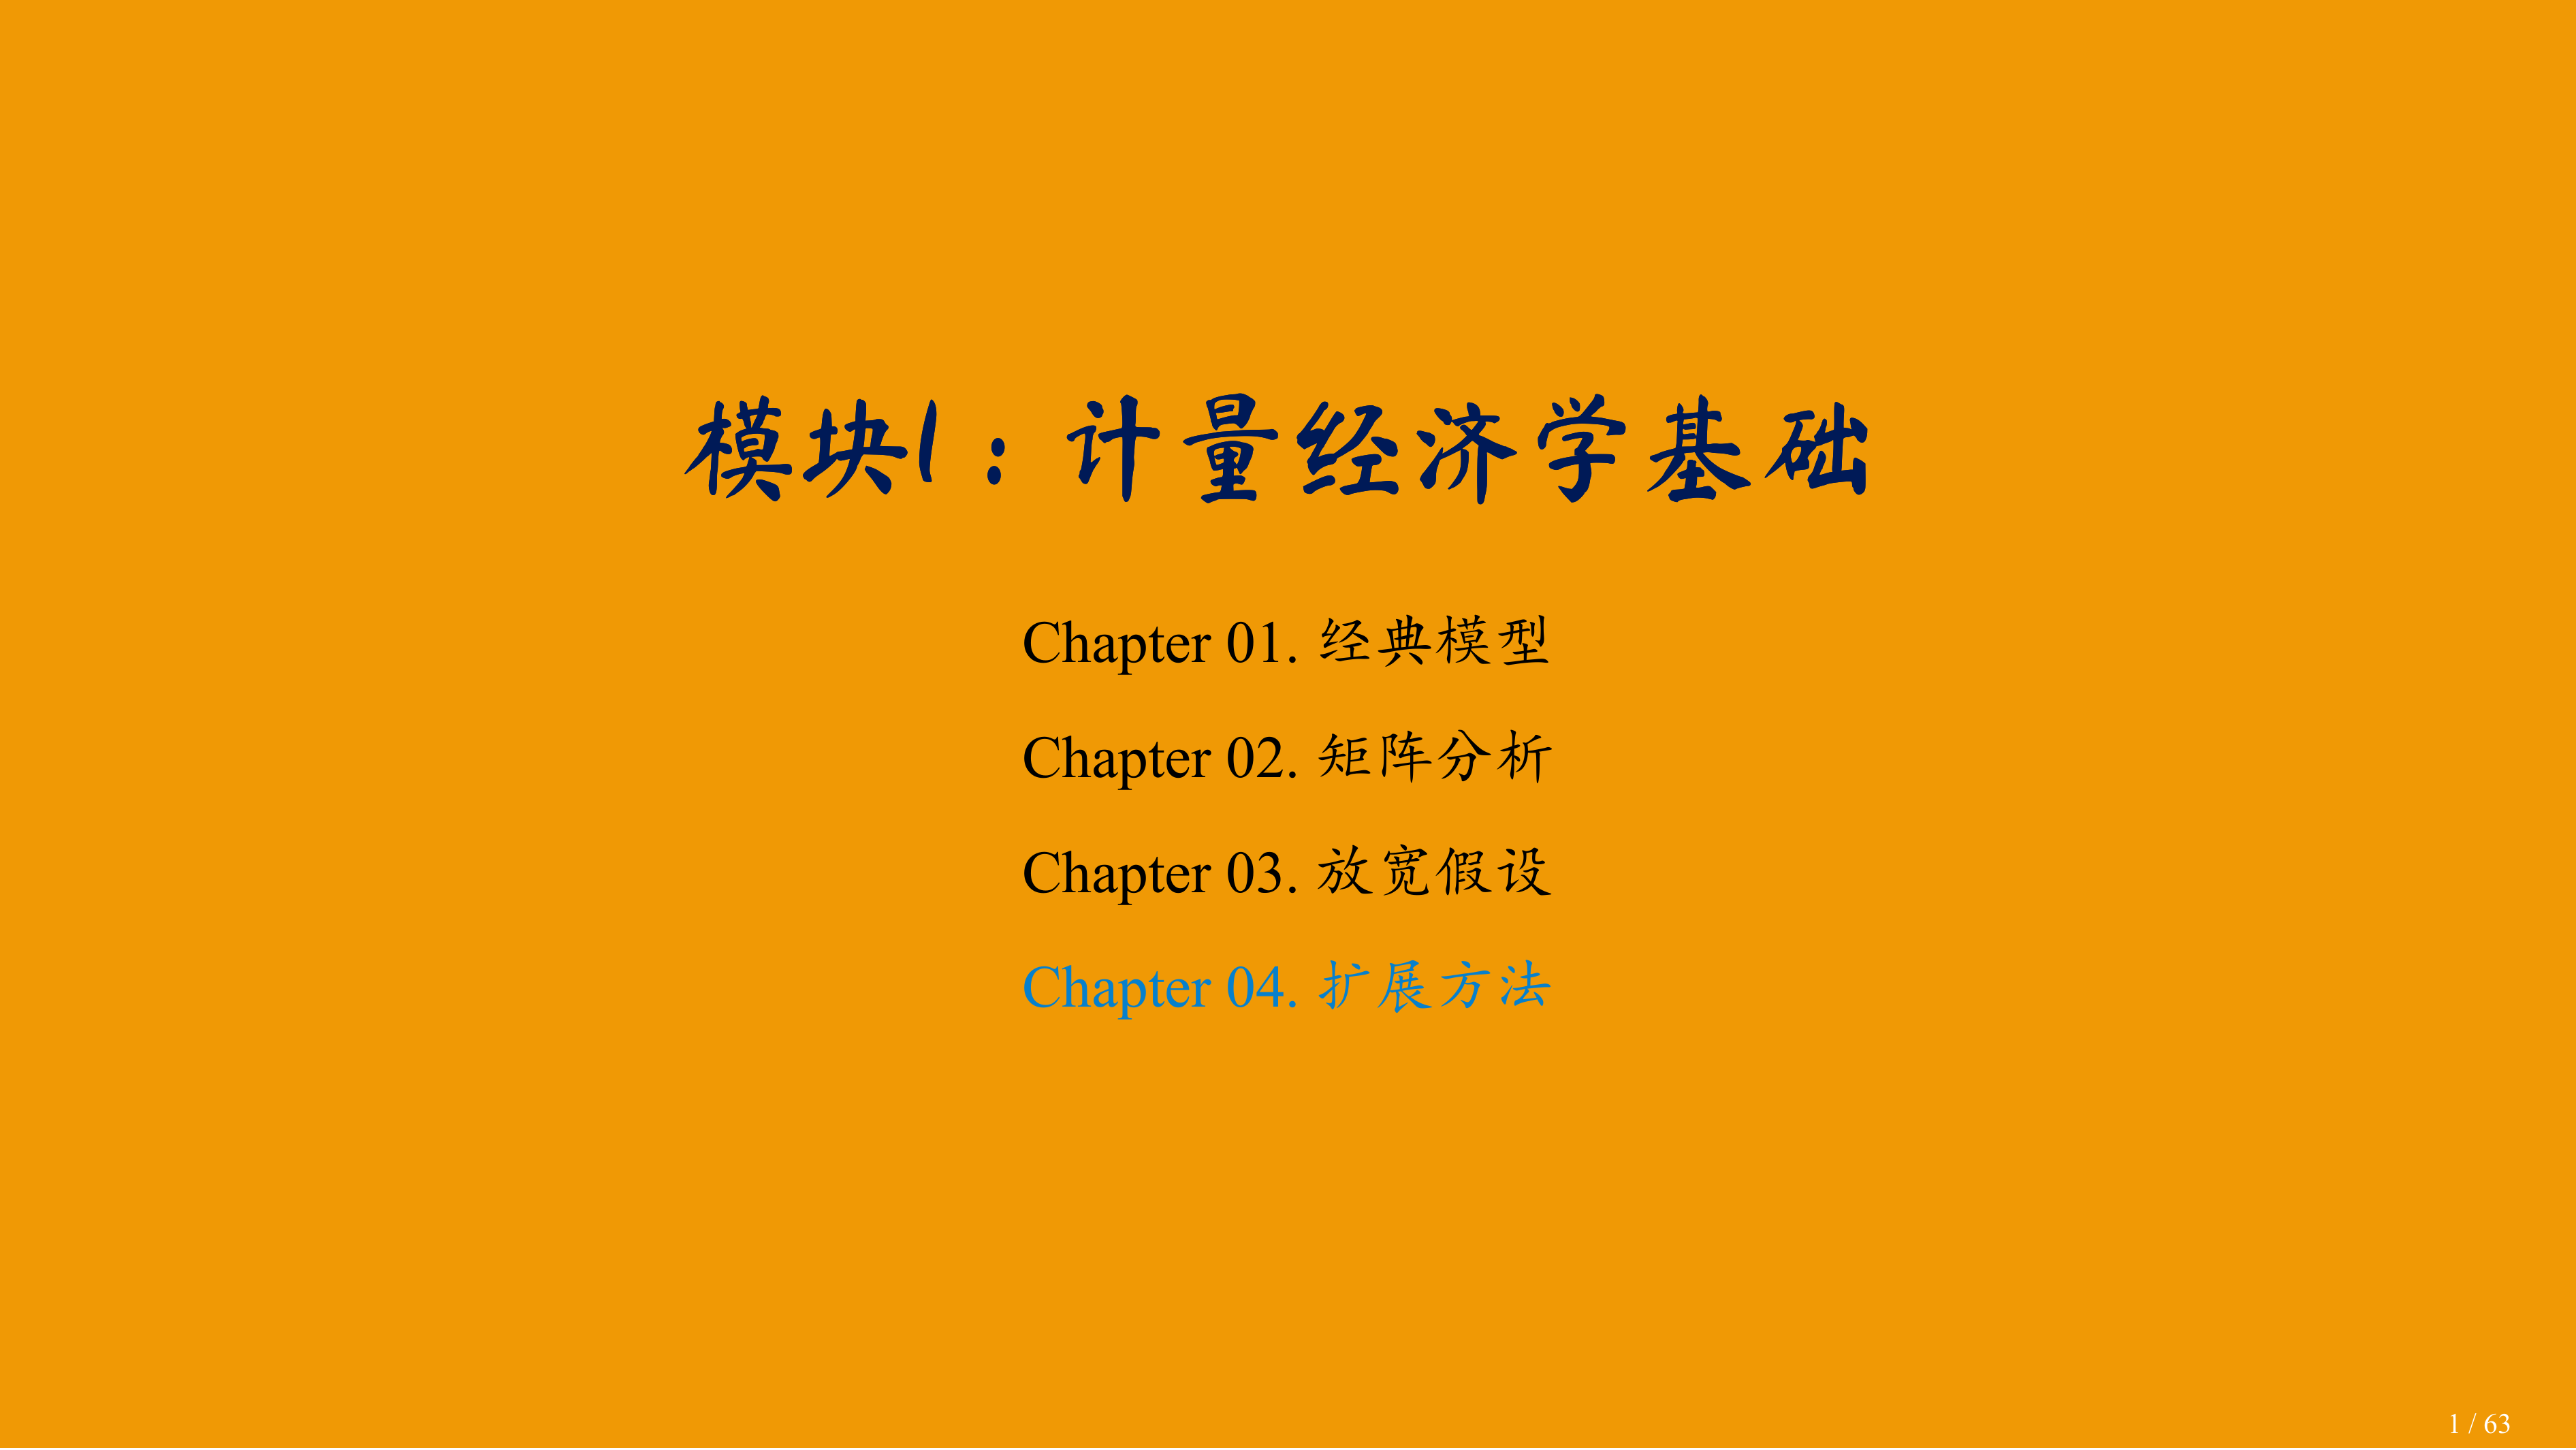 模块I：计量经济学基础
Chapter 01. 经典模型
Chapter 02. 矩阵分析
Chapter 03. 放宽假设
Chapter 04. 扩展方法
1 / 63